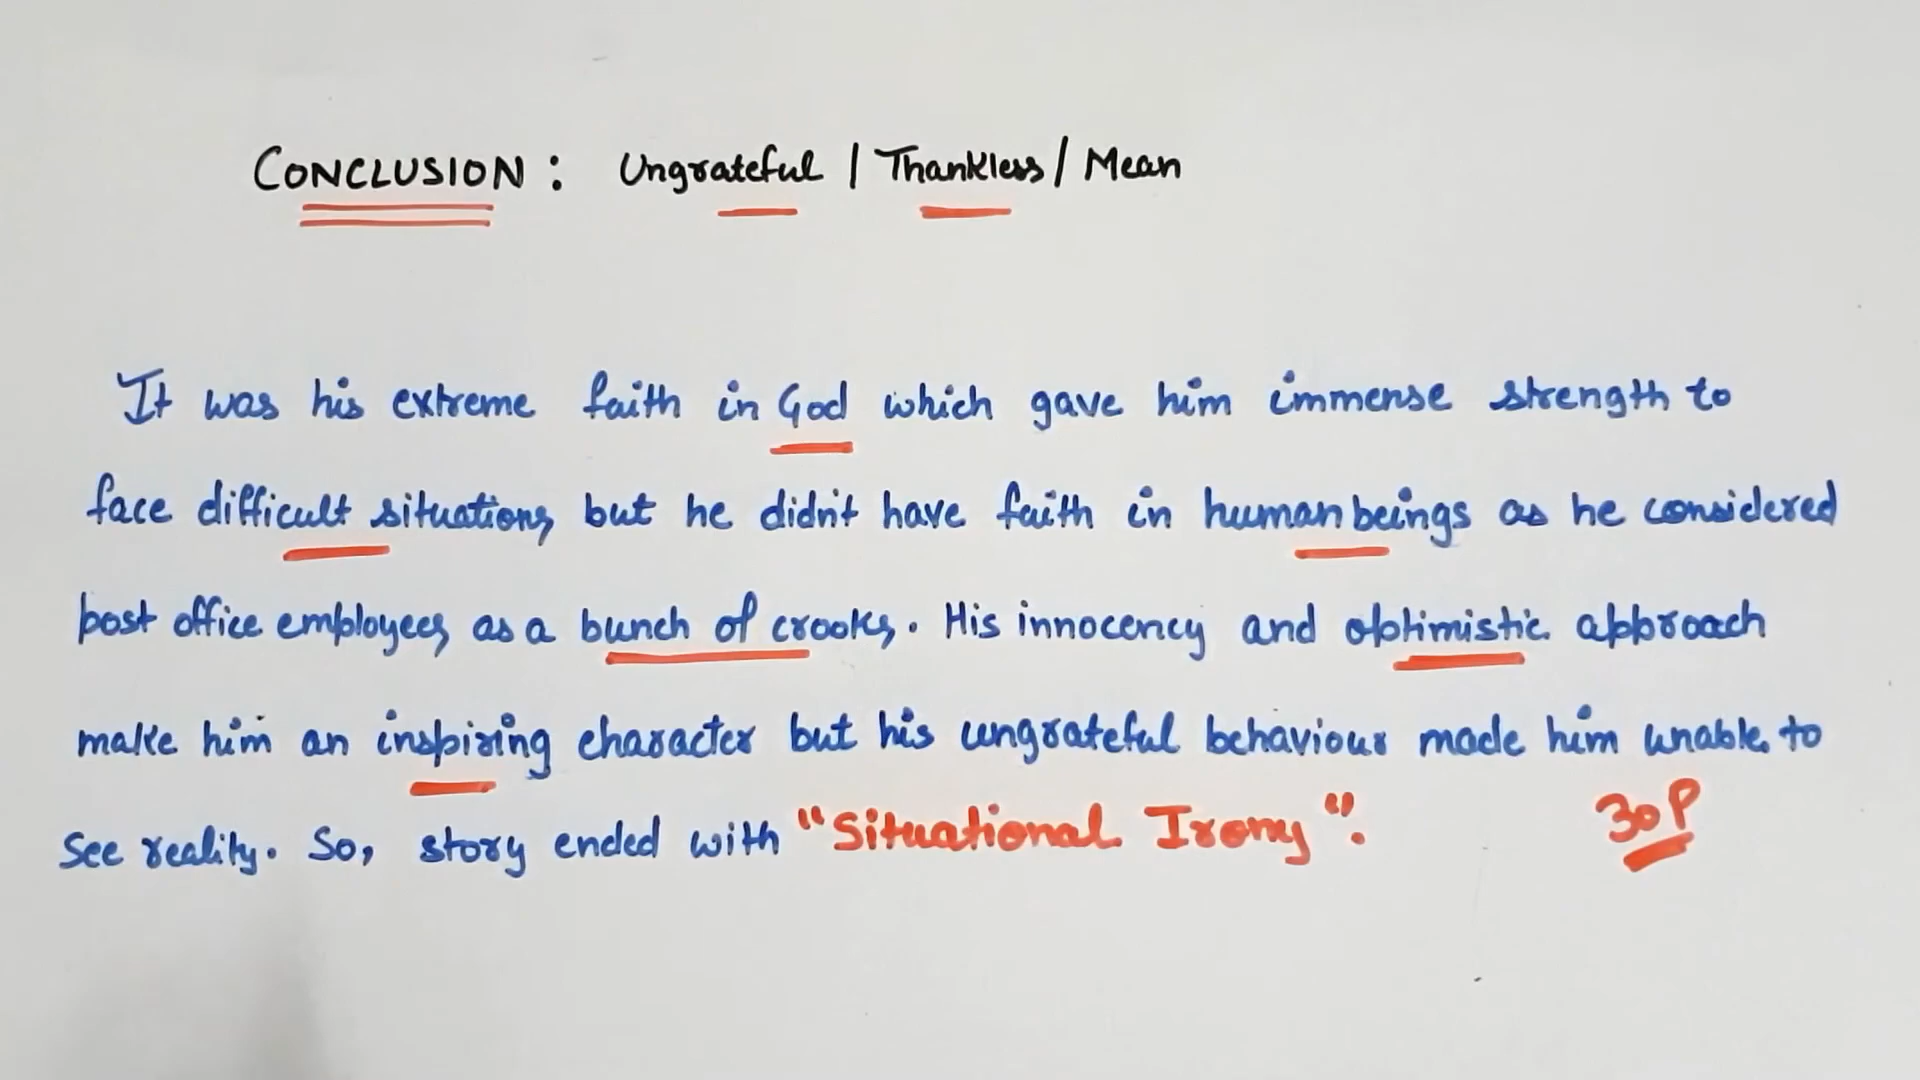 CONCLUSION : Ungrateful / Thankless / Mean
It was his extreme faith in God which gave him immense strength to
face difficult situations, but he didn't have faith in human beings as he considered
post office employees, as a bunch of crooks. His innocency and optimistic approach
make him an inspiring character but his ungrateful behaviour made him unable to
see reality. So, story ended with "Situational Irony".
30P